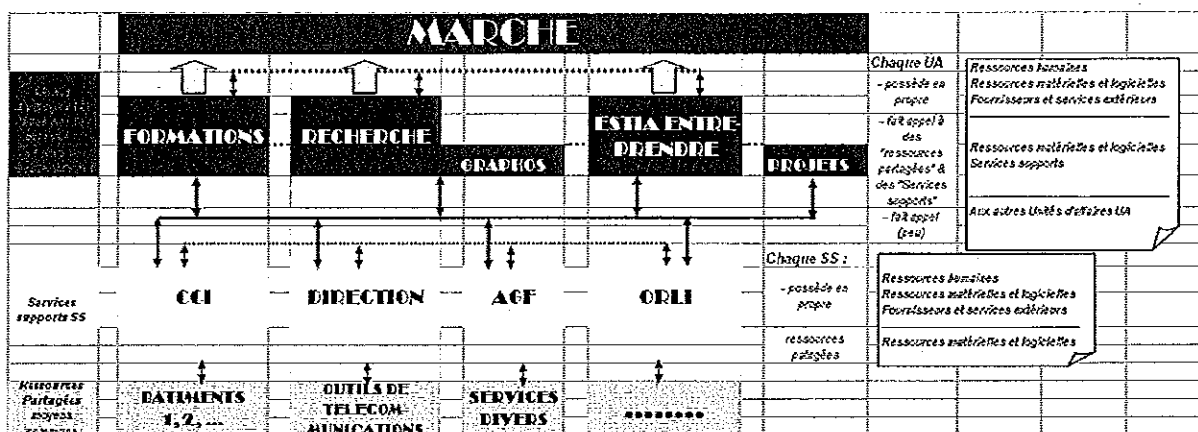 MARCHE
Chaque UA
- possède en
propre
- fait appel à
des
"ressources
partagées" &
des "Services
supports"
- fait appel
(peu)
Ressources humaines
Ressources matérielles et logicielles
Fournisseurs et services extérieurs
Ressources matérielles et logicielles
Services supports
Aux autres Unités d'affaires UA
FORMATIONS
RECHERCHE
GRAPHOS
ESTIA ENTRE-
PRENDRE
PROJETS
Chaque SS :
- possède en
propre
ressources
patagées
Ressources humaines
Ressources matérielles et logicielles
Fournisseurs et services extérieurs
Ressources matérielles et logicielles
Services
supports SS
CCI
DIRECTION
AGF
ORLI
Ressources
Partagées
moyens
BATIMENTS
1,2, ...
OUTILS DE
TELECOM-
MUNICATIONS
SERVICES
DIVERS